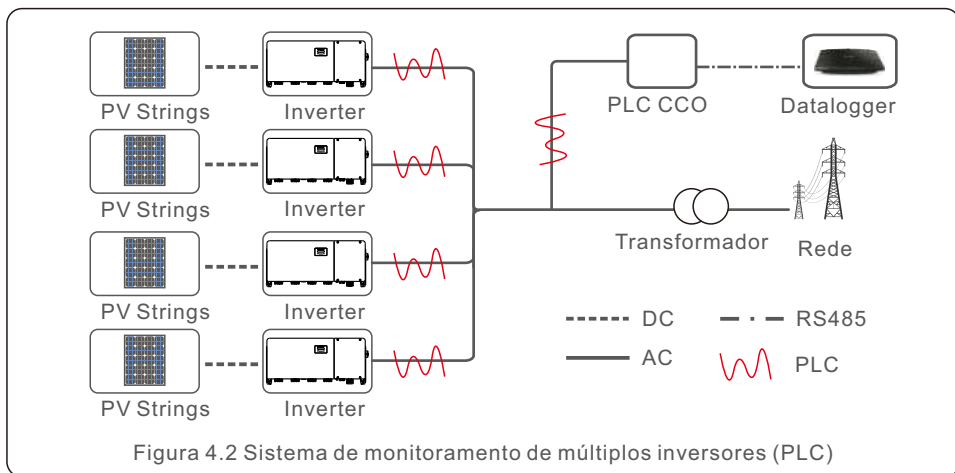 PV Strings
Inverter
PLC CCO
Datalogger
PV Strings
Inverter
Transformador
Rede
PV Strings
Inverter
DC
RS485
AC
PLC
PV Strings
Inverter
Figura 4.2 Sistema de monitoramento de múltiplos inversores (PLC)